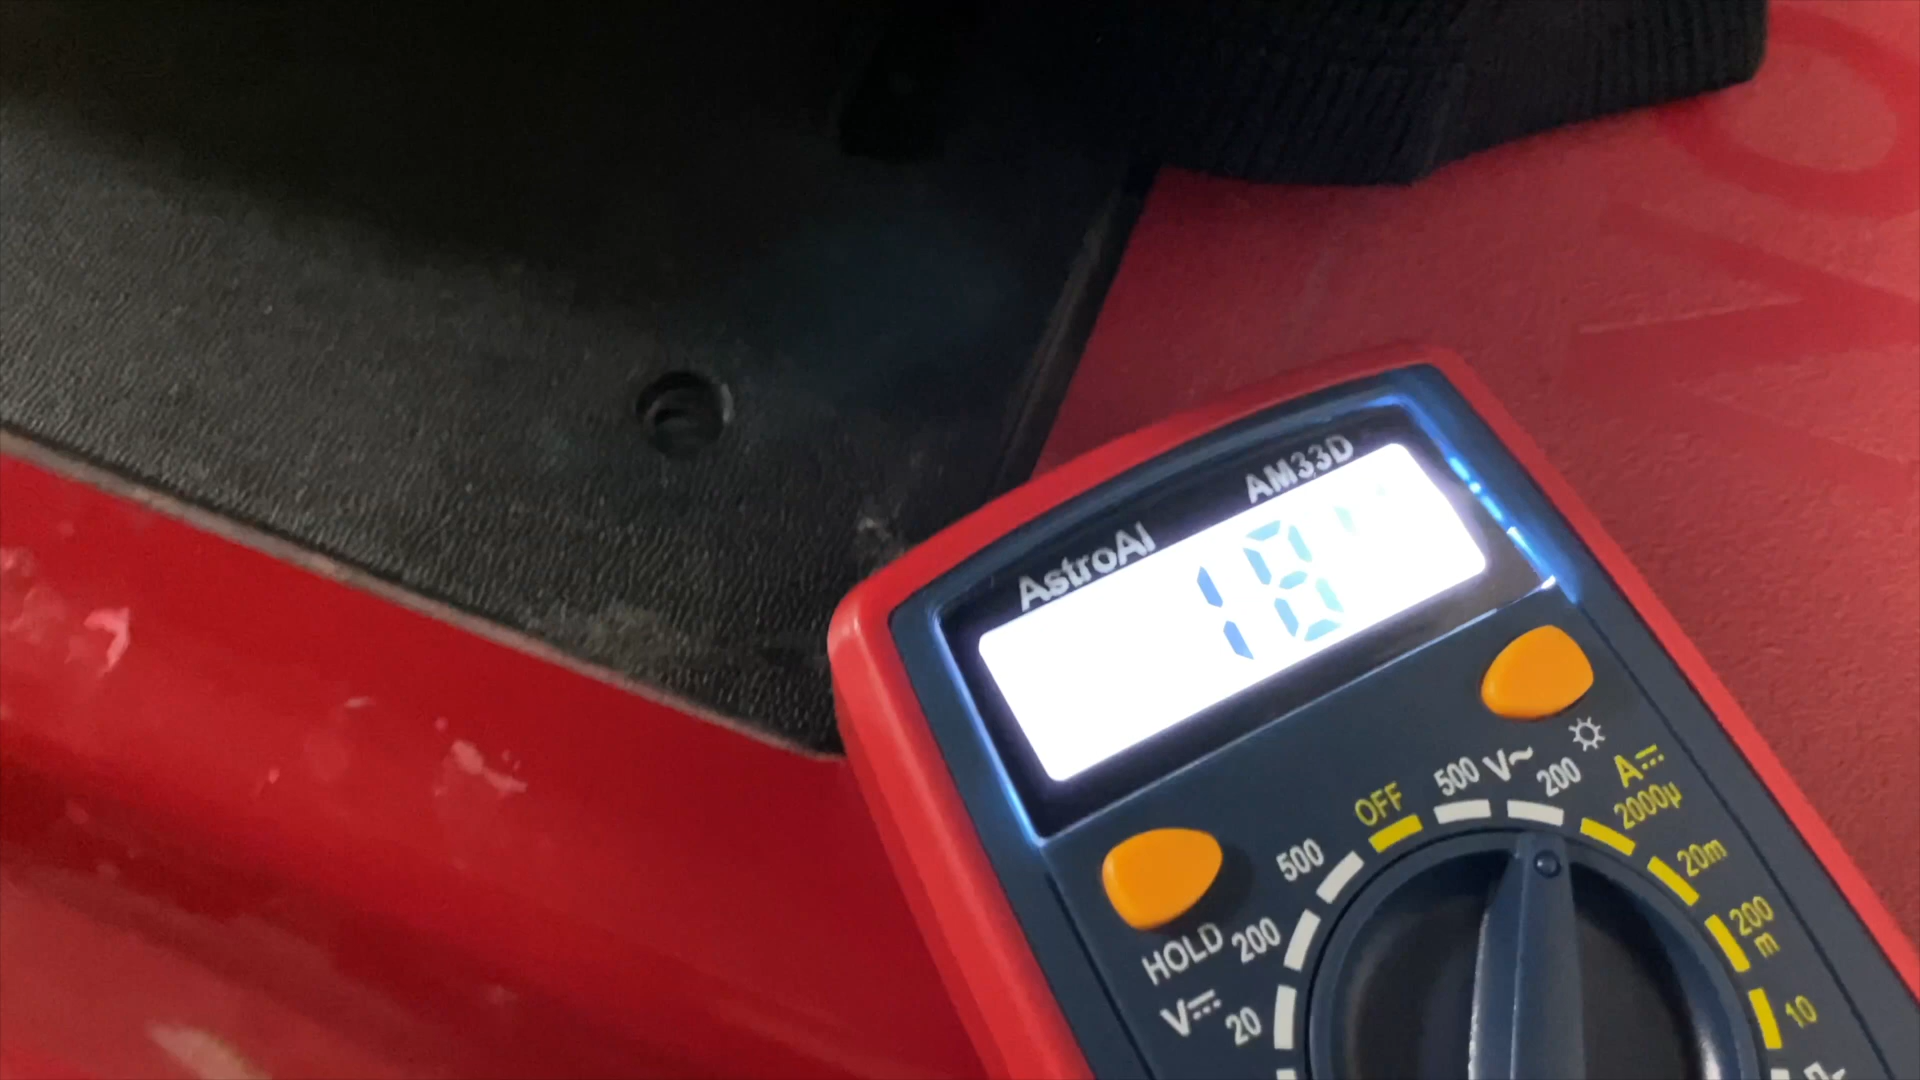 AstroAI AM33D
18
HOLD
V⎓
20
200
500
OFF
500
V~
200
A⎓
2000µ
20m
200
m
10